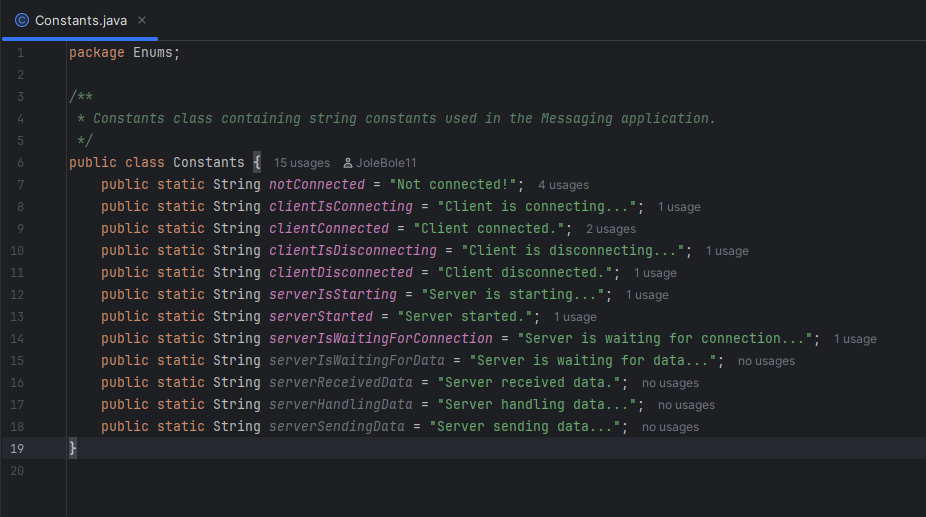 Constants.java
1 package Enums;
2
3 /**
4 * Constants class containing string constants used in the Messaging application.
5 */
6 public class Constants { 15 usages JoleBole11
7 public static String notConnected = "Not connected!"; 4 usages
8 public static String clientIsConnecting = "Client is connecting..."; 1 usage
9 public static String clientConnected = "Client connected."; 2 usages
10 public static String clientIsDisconnecting = "Client is disconnecting..."; 1 usage
11 public static String clientDisconnected = "Client disconnected."; 1 usage
12 public static String serverIsStarting = "Server is starting..."; 1 usage
13 public static String serverStarted = "Server started."; 1 usage
14 public static String serverIsWaitingForConnection = "Server is waiting for connection..."; 1 usage
15 public static String serverIsWaitingForData = "Server is waiting for data..."; no usages
16 public static String serverReceivedData = "Server received data."; no usages
17 public static String serverHandlingData = "Server handling data..."; no usages
18 public static String serverSendingData = "Server sending data..."; no usages
19 }
20